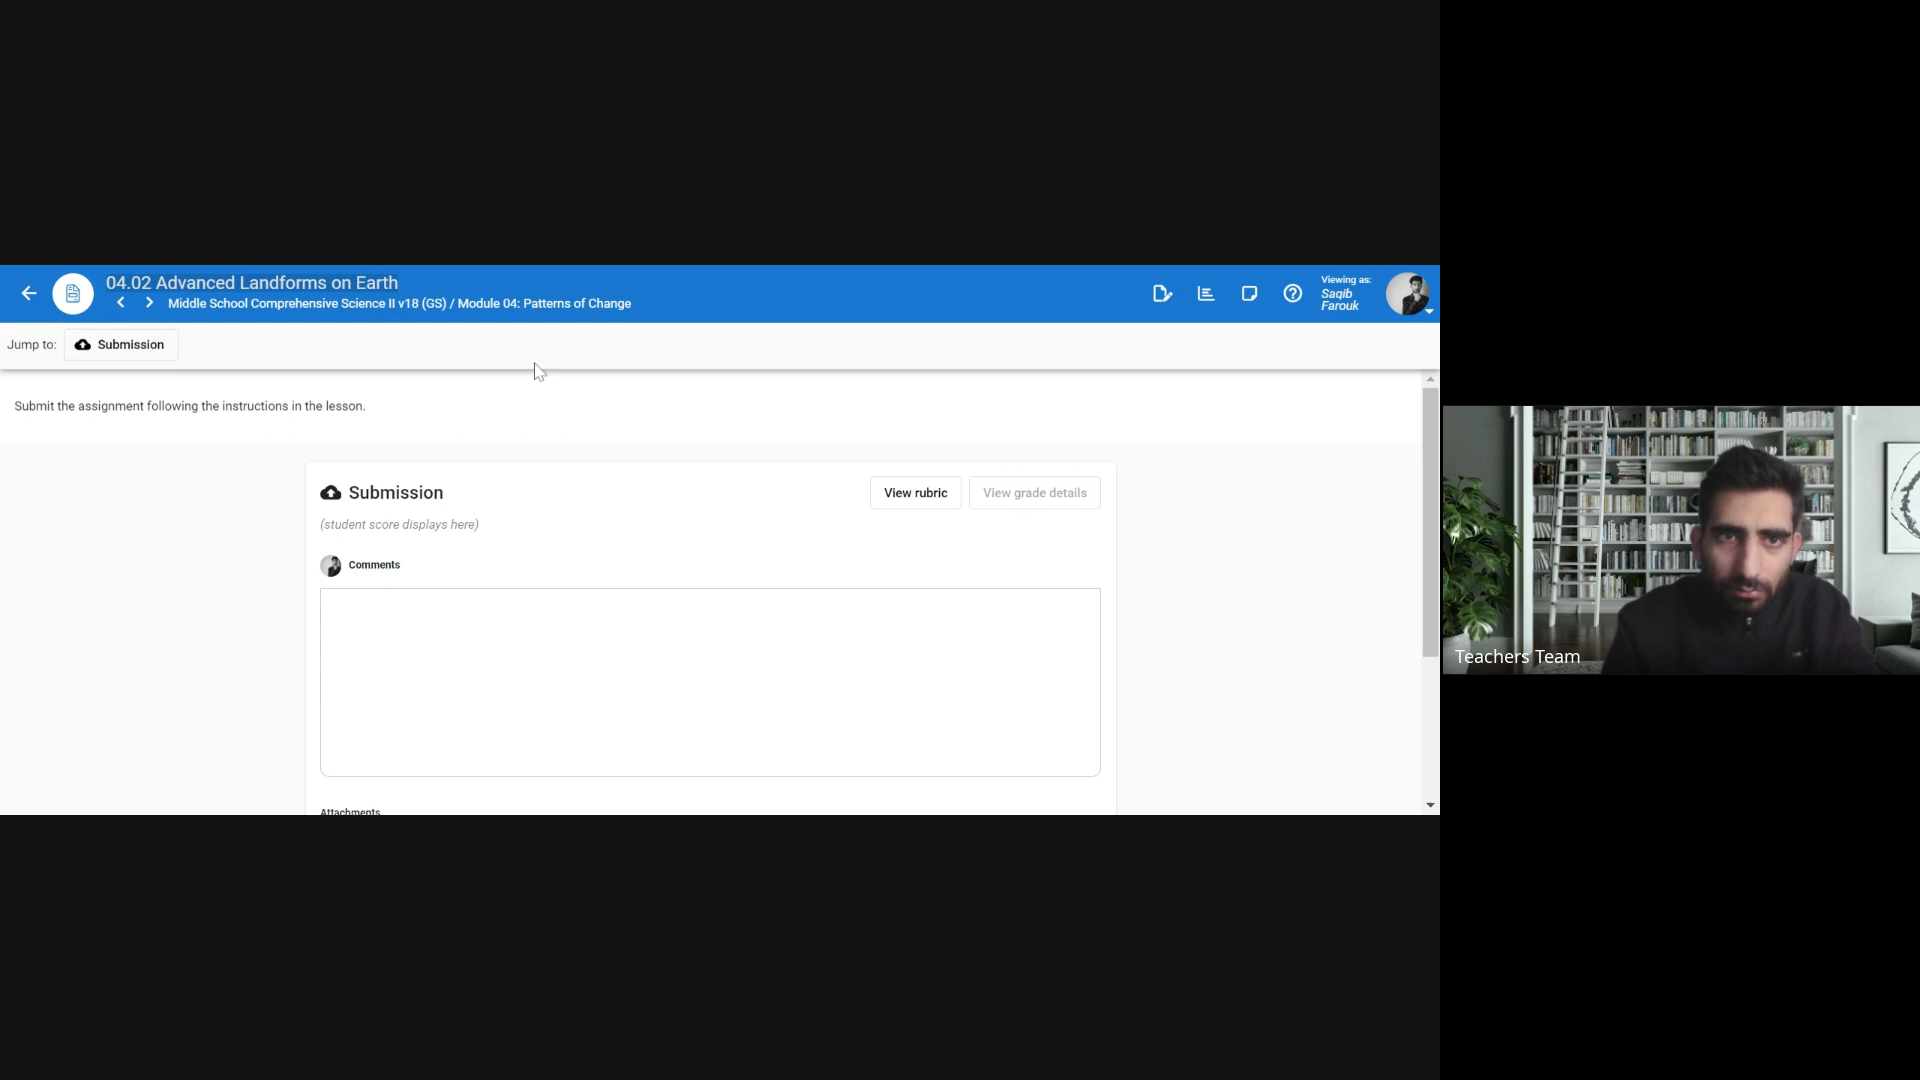 04.02 Advanced Landforms on Earth
Middle School Comprehensive Science II v18 (GS) / Module 04: Patterns of Change
Viewing as:
Saqib
Farouk
Jump to:
Submission
Submit the assignment following the instructions in the lesson.
Submission
View rubric
View grade details
(student score displays here)
Comments
Attachments
Teachers Team